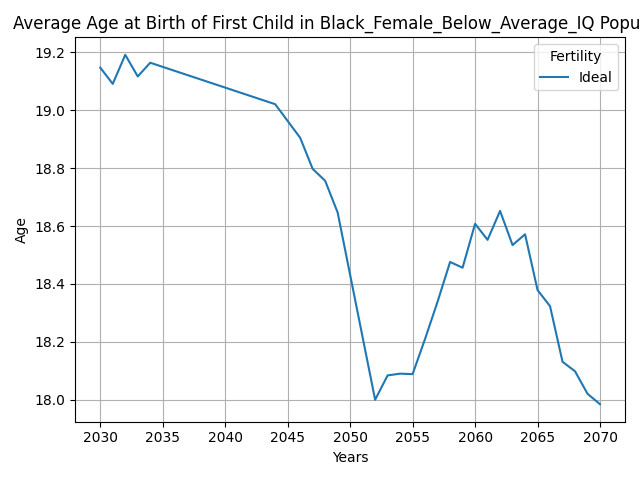 Average Age at Birth of First Child in Black_Female_Below_Average_IQ Popu
Fertility
Ideal
19.2
19.0
18.8
18.6
18.4
18.2
18.0
Age
2030 2035 2040 2045 2050 2055 2060 2065 2070
Years